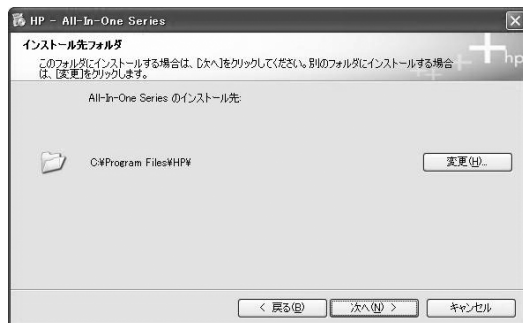 HP - All-In-One Series
インストール先フォルダ
このフォルダにインストールする場合は、[次へ]をクリックしてください。別のフォルダにインストールする場合
は、[変更]をクリックします。
hp
All-In-One Series のインストール先:
C:¥Program Files¥HP¥
変更(H)...
< 戻る(B)
次へ(N) >
キャンセル